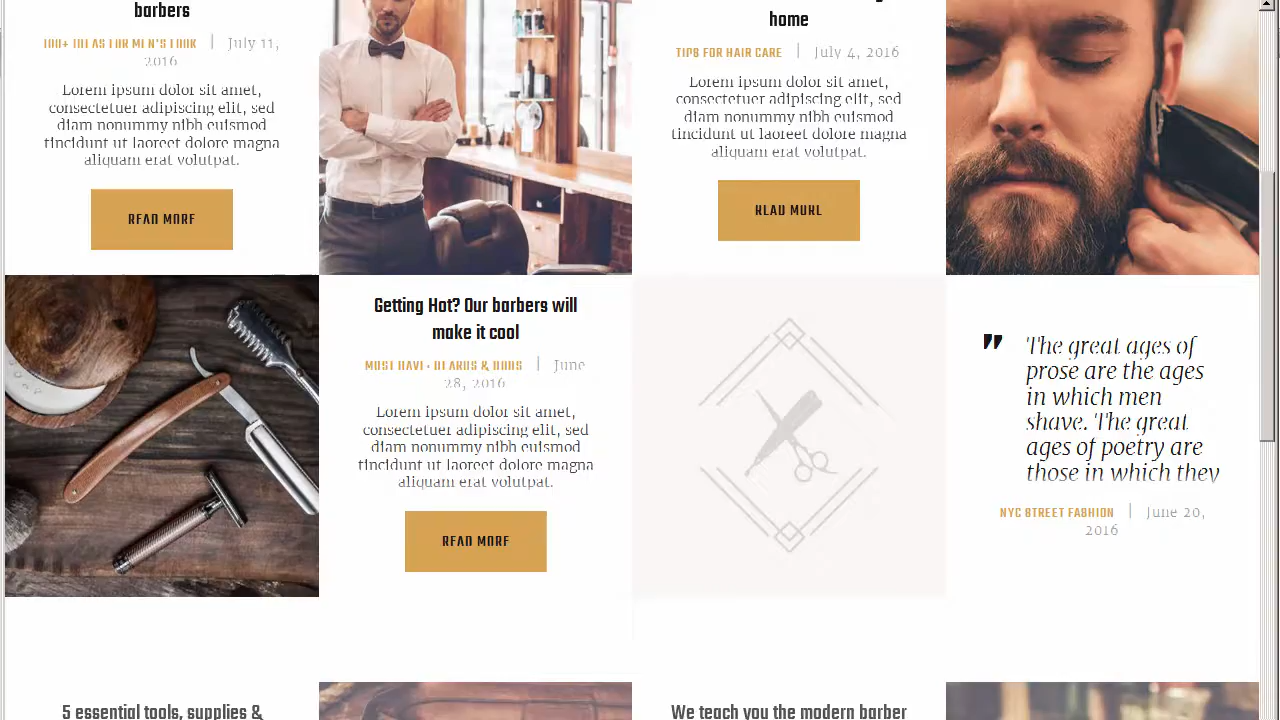 barbers
100+ IDEAS FOR MEN'S LOOK | July 11,
2016
Lorem ipsum dolor sit amet,
consectetuer adipiscing elit, sed
diam nonummy nibh euismod
tincidunt ut laoreet dolore magna
aliquam erat volutpat.
READ MORE
home
TIPS FOR HAIR CARE | July 4, 2016
Lorem ipsum dolor sit amet,
consectetuer adipiscing elit, sed
diam nonummy nibh euismod
tincidunt ut laoreet dolore magna
aliquam erat volutpat.
READ MORE
Getting Hot? Our barbers will
make it cool
MUST HAVE • BEARDS & BODS | June
28, 2016
Lorem ipsum dolor sit amet,
consectetuer adipiscing elit, sed
diam nonummy nibh euismod
tincidunt ut laoreet dolore magna
aliquam erat volutpat.
READ MORE
" The great ages of
prose are the ages
in which men
shave. The great
ages of poetry are
those in which they
NYC STREET FASHION | June 20,
2016
5 essential tools, supplies &
We teach you the modern barber